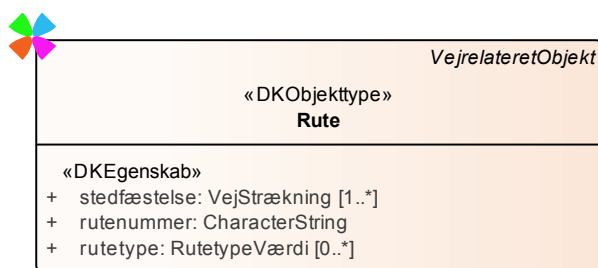 VejrelateretObjekt
«DKObjekttype»
Rute
«DKEgenskab»
+ stedfæstelse: VejStrækning [1..*]
+ rutenummer: CharacterString
+ rutetype: RutetypeVærdi [0..*]